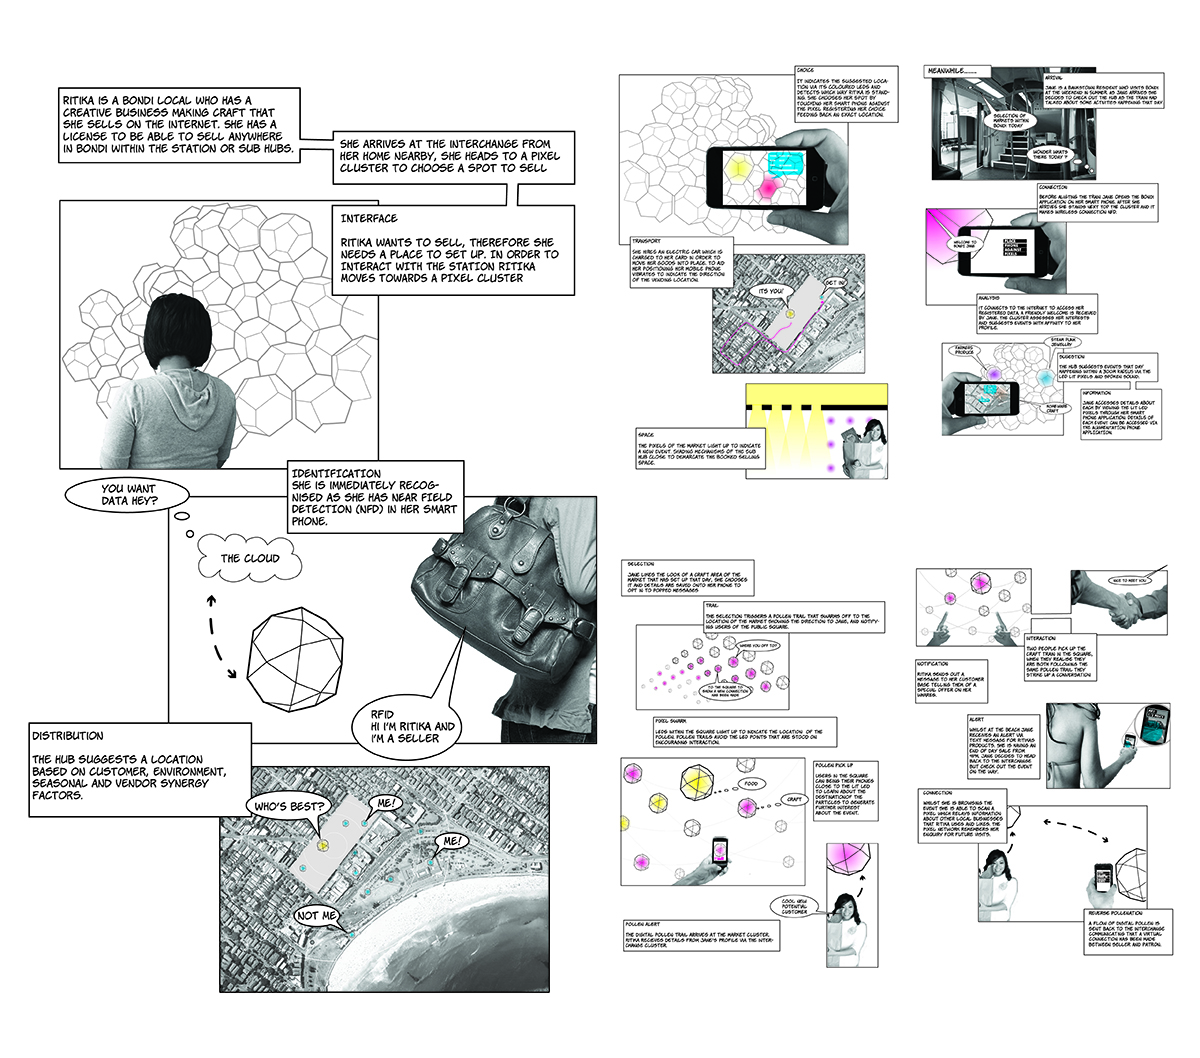 RITIKA IS A BONDI LOCAL WHO HAS A
CREATIVE BUSINESS MAKING CRAFT THAT
SHE SELLS ON THE INTERNET. SHE HAS A
LICENSE TO BE ABLE TO SELL ANYWHERE
IN BONDI WITHIN THE STATION OR SUB HUBS.
SHE ARRIVES AT THE INTERCHANGE FROM
HER HOME NEARBY, SHE HEADS TO A PIXEL
CLUSTER TO CHOOSE A SPOT TO SELL
INTERFACE
RITIKA WANTS TO SELL, THEREFORE SHE
NEEDS A PLACE TO SET UP. IN ORDER TO
INTERACT WITH THE STATION RITIKA
MOVES TOWARDS A PIXEL CLUSTER
IDENTIFICATION
SHE IS IMMEDIATELY RECOG-
NISED AS SHE HAS NEAR FIELD
DETECTION (NFD) IN HER SMART
PHONE.
YOU WANT
DATA HEY?
THE CLOUD
RFID
HI I'M RITIKA AND
I'M A SELLER
DISTRIBUTION
THE HUB SUGGESTS A LOCATION
BASED ON CUSTOMER, ENVIRONMENT,
SEASONAL AND VENDOR SYNERGY
FACTORS.
WHO'S BEST?
ME!
ME!
NOT ME
CHOICE
IT INDICATES THE SUGGESTED LOCA-
TION VIA ITS COLOURED LEDS AND
DETECTS WHICH WAY RITIKA IS STAND-
ING. SHE CHOOSES HER SPOT BY
TOUCHING HER SMART PHONE AGAINST
THE PIXEL REGISTERING HER CHOICE
FEEDING BACK AN EXACT LOCATION.
TRANSPORT
SHE HIRES AN ELECTRIC CAR WHICH IS
CHARGED TO HER CARD IN ORDER TO
MOVE HER GOODS INTO PLACE. TO AID
HER POSITIONING HER MOBILE PHONE
VIBRATES TO INDICATE THE DIRECTION
OF THE VENDING LOCATION.
ITS YOU!
GET IN!
SPACE
THE PIXELS OF THE MARKET LIGHT UP TO INDICATE
A NEW EVENT. SHADING MECHANISMS OF THE SUB
HUB CLOSE TO DEMARCATE THE BOOKED SELLING
SPACE.
MEANWHILE.......
ARRIVAL
JANE IS A BANKSTOWN RESIDENT WHO VISITS BONDI
AT THE WEEKEND IN SUMMER. AS JANE ARRIVES SHE
DECIDES TO CHECK OUT THE HUB AS THE TRAIN HAD
TALKED ABOUT SOME ACTIVITES HAPPENING THAT DAY
SELECTION OF
MARKETS WITHIN
BONDI TODAY
WONDER WHATS
THERE TODAY ?
CONNECTION
BEFORE ALIGTING THE TRAIN JANE OPENS THE BONDI
APPLICATION ON HER SMART PHONE. AFTER SHE
ARRIVES SHE STANDS NEXT TOP THE CLUSTER AND IT
MAKES WIRELESS CONNECTION NFD.
WELCOME TO
BONDI JANE
PLACE
PHONE
AGAINST
PIXELS
ANALYSIS
IT CONNECTS TO THE INTERNET TO ACCESS HER
REGISTERED DATA, A FRIENDLY WELCOME IS RECIEVED
BY JANE. THE CLUSTER ASSESSES HER INTERESTS
AND SUGGESTS EVENTS WITH AFFINITY TO HER
PROFILE.
FARMERS
PRODUCE
STEAM PUNK
JEWELLRY
SUGESTION
THE HUB SUGGESTS EVENTS THAT DAY
HAPPENING WITHIN A 300M RADIUS VIA THE
LED LIT PIXELS AND SPOKEN SOUND.
HOMEMADE
CRAFT
INFORMATION
JANE ACCESSES DETAILS ABOUT
EACH BY VIEWING THE LIT LED
PIXELS THROUGH HER SMART
PHONE APPLICATION. DETAILS OF
EACH EVENT CAN BE ACCESSED VIA
THE AUGMENTATION PHONE
APPLICATION.
SELECTION
JANE LIKES THE LOOK OF A CRAFT AREA OF THE
MARKET THAT HAS SET UP THAT DAY, SHE CHOOSES
IT AND DETAILS ARE SAVED ONTO HER PHONE TO
OPT IN TO POPPED MESSAGES
TRAIL
THE SELECTION TRIGGERS A POLLEN TRAIL THAT SWARMS OFF TO THE
LOCATION OF THE MARKET SHOWING THE DIRECTION TO JANE, AND NOTIFY-
ING USERS OF THE PUBLIC SQUARE.
WHERE YOU OFF TO?
TO THE SQUARE TO
SHOW A NEW CONNECTION
HAS BEEN MADE
PIXEL SWARM
LEDS WITHIN THE SQUARE LIGHT UP TO INDICATE THE LOCATION OF THE
POLLEN. POLLEN TRAILS AVOID THE LED POINTS THAT ARE STOOD ON
ENCOURAGING INTERACTION.
POLLEN PICK UP
USERS IN THE SQUARE
CAN BEING THEIR PHONES
CLOSE TO THE LIT LED
TO LEARN ABOUT THE
DESTINATION OF THE
PARTICLES TO GENERATE
FURTHER INTEREST
ABOUT THE EVENT.
FOOD
CRAFT
COOL NEW
POTENTIAL
CUSTOMER
POLLEN ALERT
THE DIGITAL POLLEN TRAIL ARRIVES AT THE MARKET CLUSTER.
RITIKA RECIEVES DETAILS FROM JANE'S PROFILE VIA THE INTER-
CHANGE CLUSTER.
NICE TO MEET YOU
INTERACTION
TWO PEOPLE PICK UP THE
CRAFT TRAIN IN THE SQUARE,
WHEN THEY REALISE THEY
ARE BOTH FOLLOWING THE
SAME POLLEN TRAIL THEY
STRIKE UP A CONVERSATION
NOTIFICATION
RITIKA SENDS OUT A
MESSAGE TO HER CUSTOMER
BASE TELLING THEM OF A
SPECIAL OFFER ON HER
WARES.
ALERT
WHILST AT THE BEACH JANE
RECEIVES AN ALERT VIA
TEXT MESSAGE FOR RITIKAS
PRODUCTS. SHE IS HAVING AN
END OF DAY SALE FROM
4PM. JANE DECIDES TO HEAD
BACK TO THE INTERCHANGE
BUT CHECK OUT THE EVENT
ON THE WAY.
CONNECTION
WHILST SHE IS BROWSING THE
EVENT SHE IS ABLE TO SCAN A
PIXEL WHICH RELAYS INFORMATION
ABOUT OTHER LOCAL BUSINESSES
THAT RITIKA USES AND LIKES. THE
PIXEL NETWORK REMEMBERS HER
ENQUIRY FOR FUTURE VISITS.
REVERSE POLLENATION
A FLOW OF DIGITAL POLLEN IS
SENT BACK TO THE INTERCHANGE
COMMUNICATING THAT A VIRTUAL
CONNECTION HAS BEEN MADE
BETWEEN SELLER AND PATRON.